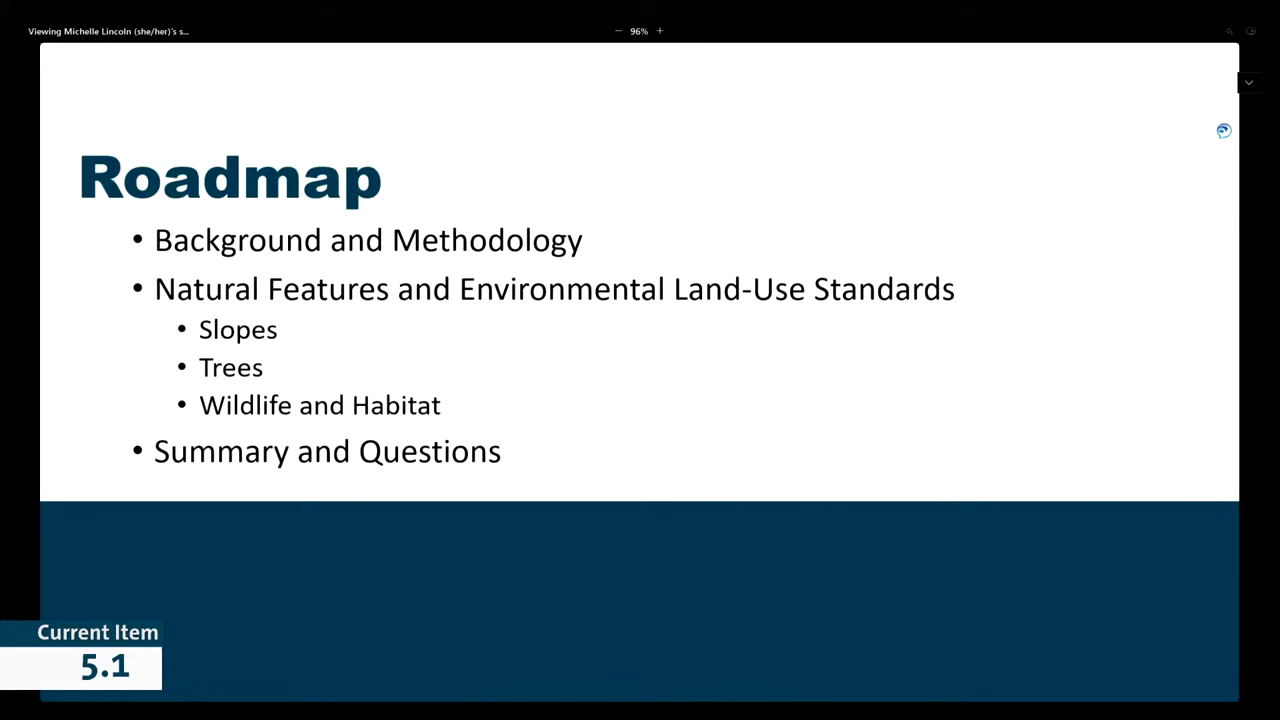 Viewing Michelle Lincoln (she/her)'s s...
− 96% +
Roadmap
• Background and Methodology
• Natural Features and Environmental Land-Use Standards
• Slopes
• Trees
• Wildlife and Habitat
• Summary and Questions
Current Item
5.1